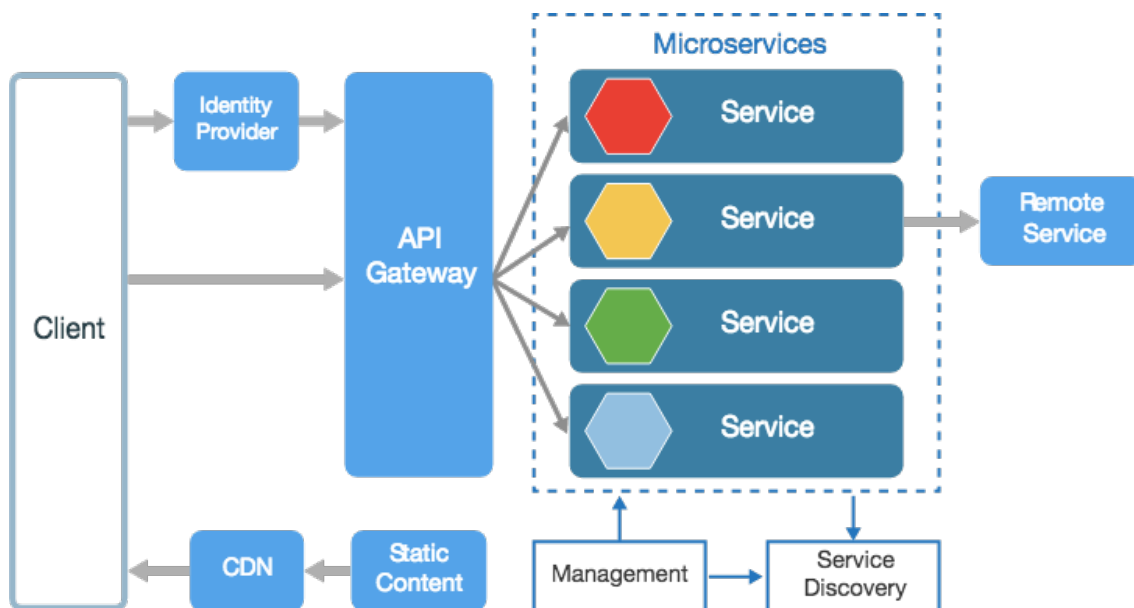 Microservices
Client
Identity
Provider
API
Gateway
Service
Service
Service
Service
Remote
Service
CDN
Static
Content
Management
Service
Discovery